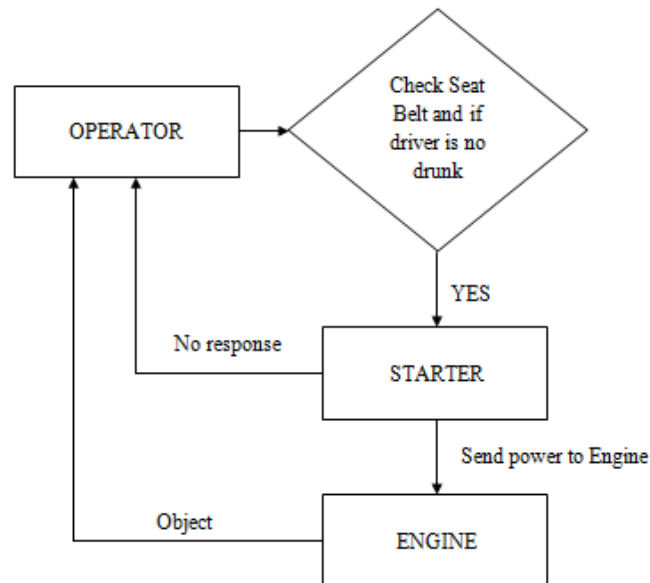 OPERATOR
Check Seat
Belt and if
driver is no
drunk
YES
No response
STARTER
Send power to Engine
Object
ENGINE